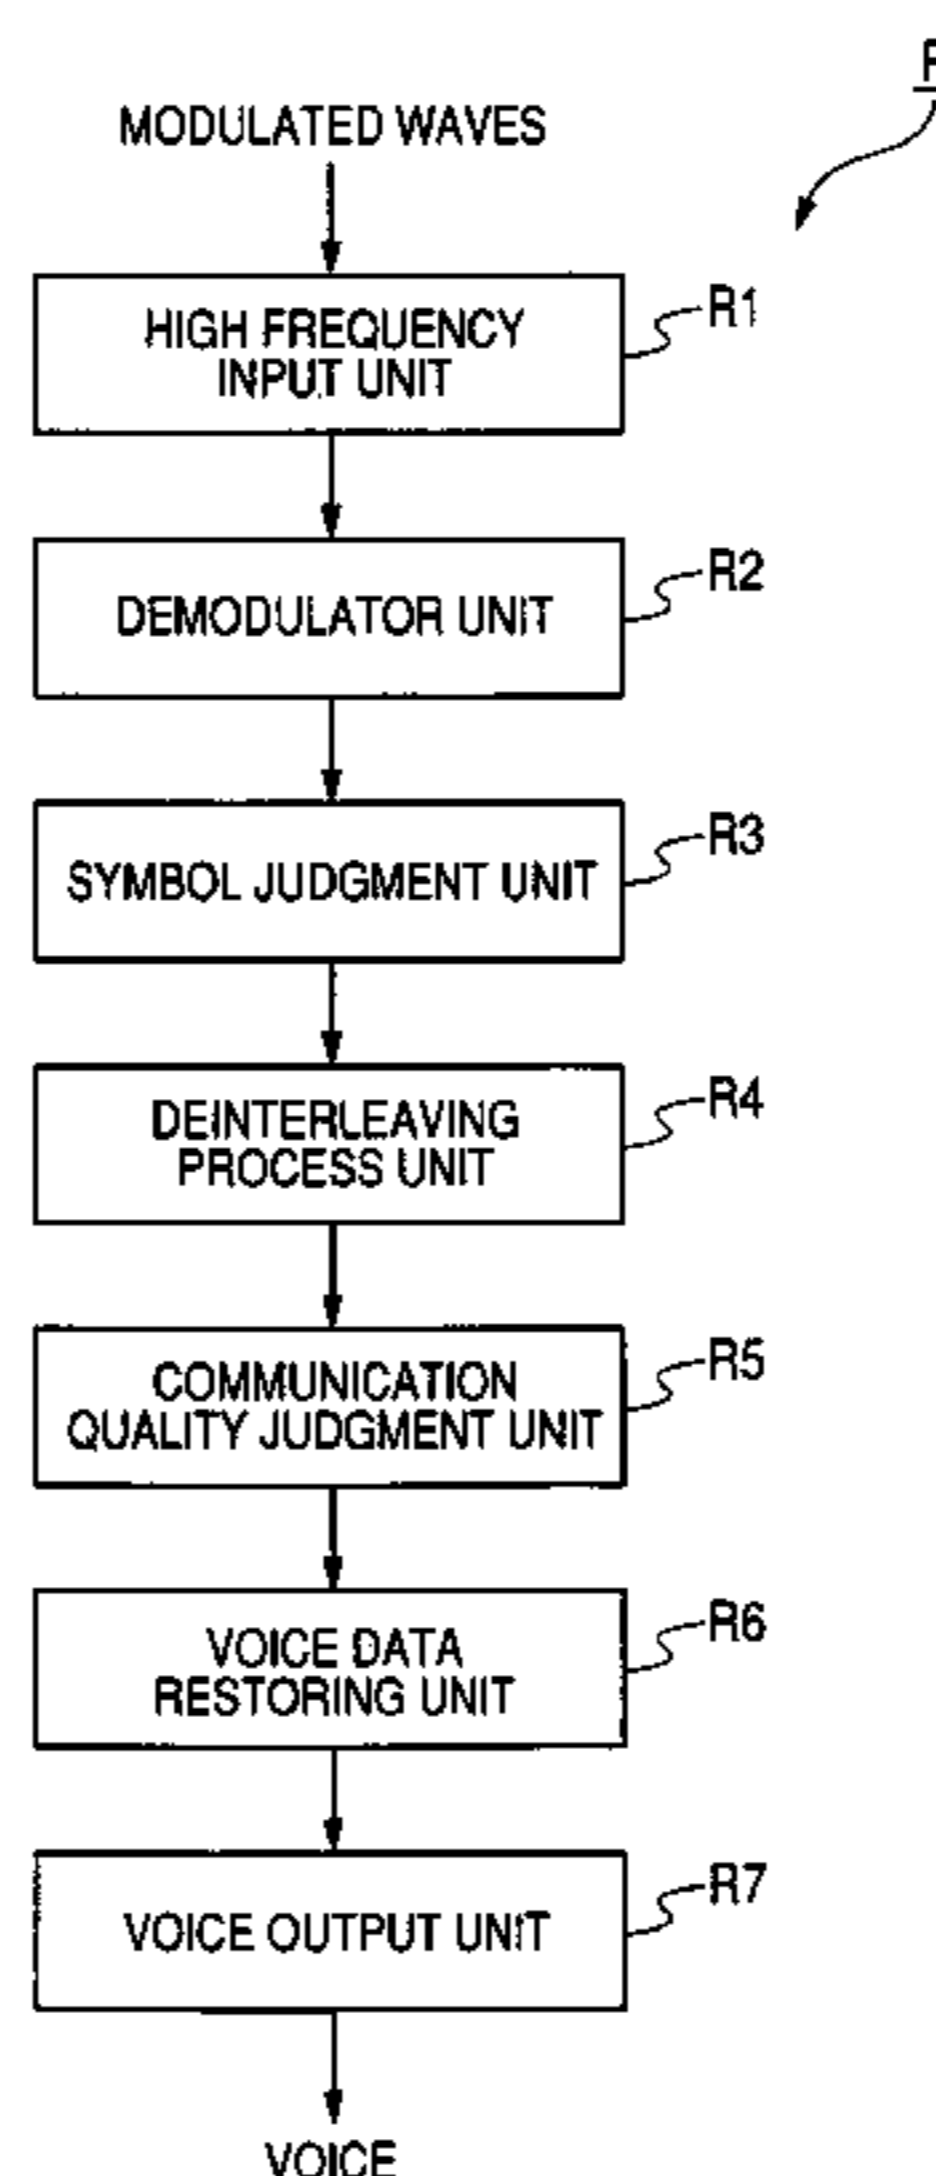 MODULATED WAVES
HIGH FREQUENCY
INPUT UNIT
R1
DEMODULATOR UNIT
R2
SYMBOL JUDGMENT UNIT
R3
DEINTERLEAVING
PROCESS UNIT
R4
COMMUNICATION
QUALITY JUDGMENT UNIT
R5
VOICE DATA
RESTORING UNIT
R6
VOICE OUTPUT UNIT
R7
VOICE